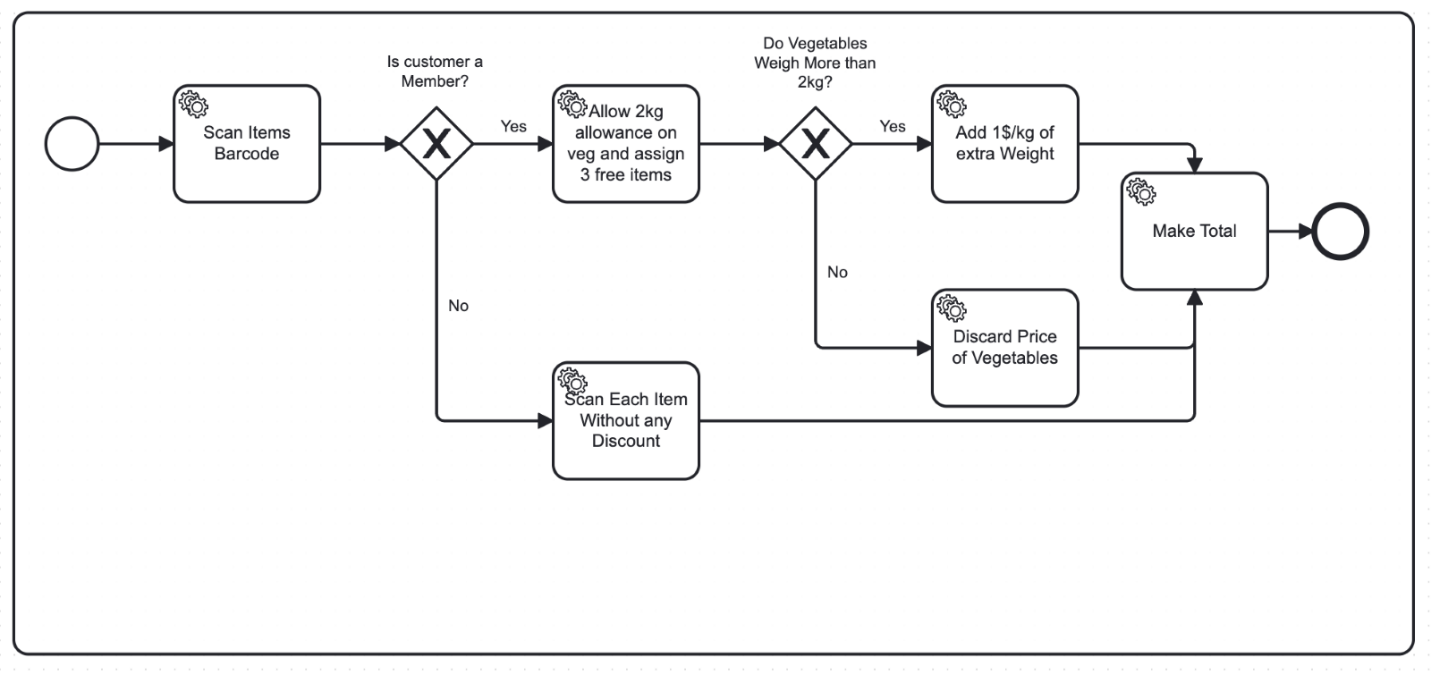 Is customer a
Member?
Do Vegetables
Weigh More than
2kg?
Scan Items
Barcode
X
Yes
Allow 2kg
allowance on
veg and assign
3 free items
X
Yes
Add 1$/kg of
extra Weight
Make Total
No
No
Discard Price
of Vegetables
Scan Each Item
Without any
Discount